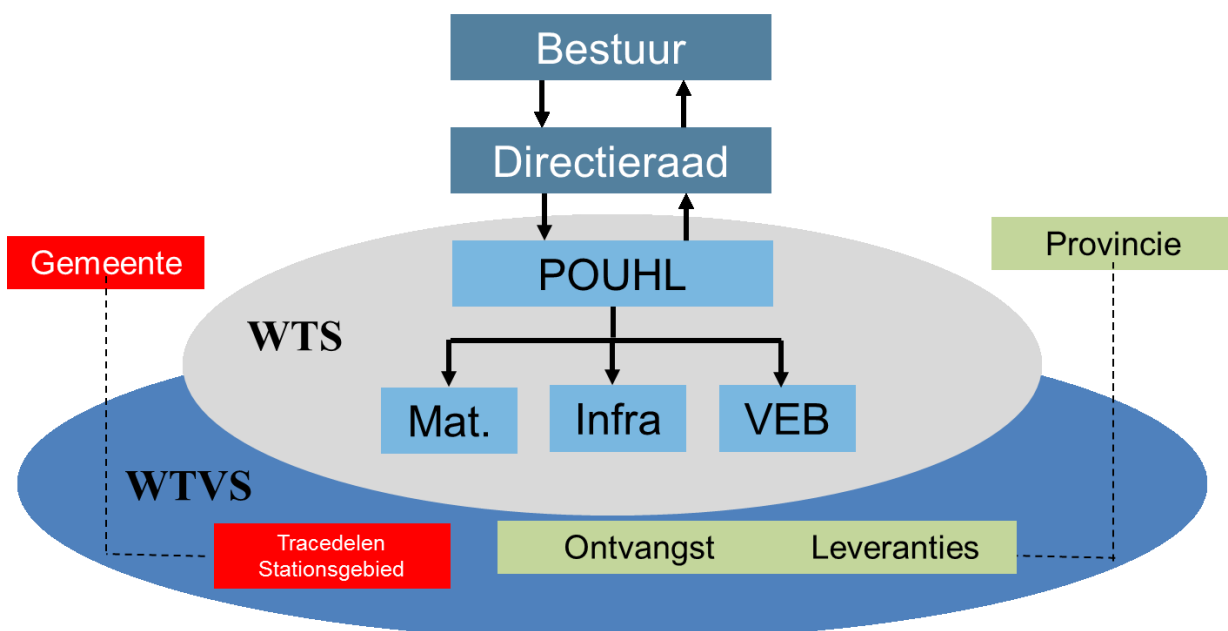 Bestuur
Directieraad
Gemeente
Provincie
POUHL
WTS
Mat.
Infra
VEB
WTVS
Tracedelen
Stationsgebied
Ontvangst Leveranties